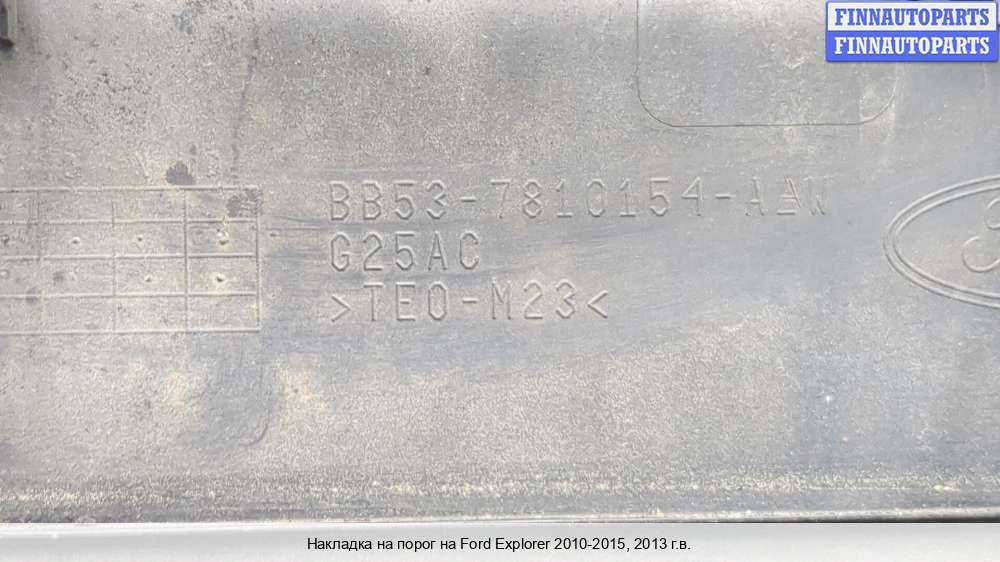 FINNAUTOPARTS
FINNAUTOPARTS
BB53-7810154-AAW
G25AC
>TEO-M23<
Накладка на порог на Ford Explorer 2010-2015, 2013 г.в.